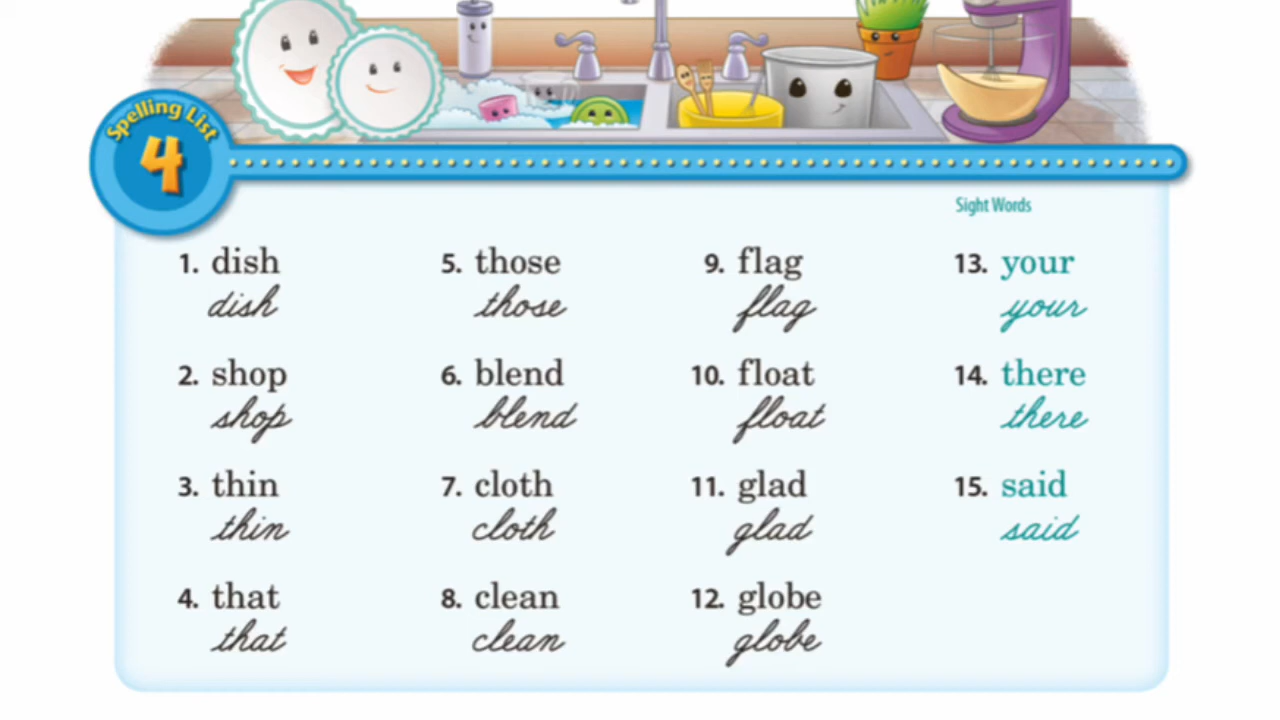 Spelling List
4
Sight Words
1. dish
dish
2. shop
shop
3. thin
thin
4. that
that
5. those
those
6. blend
blend
7. cloth
cloth
8. clean
clean
9. flag
flag
10. float
float
11. glad
glad
12. globe
globe
13. your
your
14. there
there
15. said
said